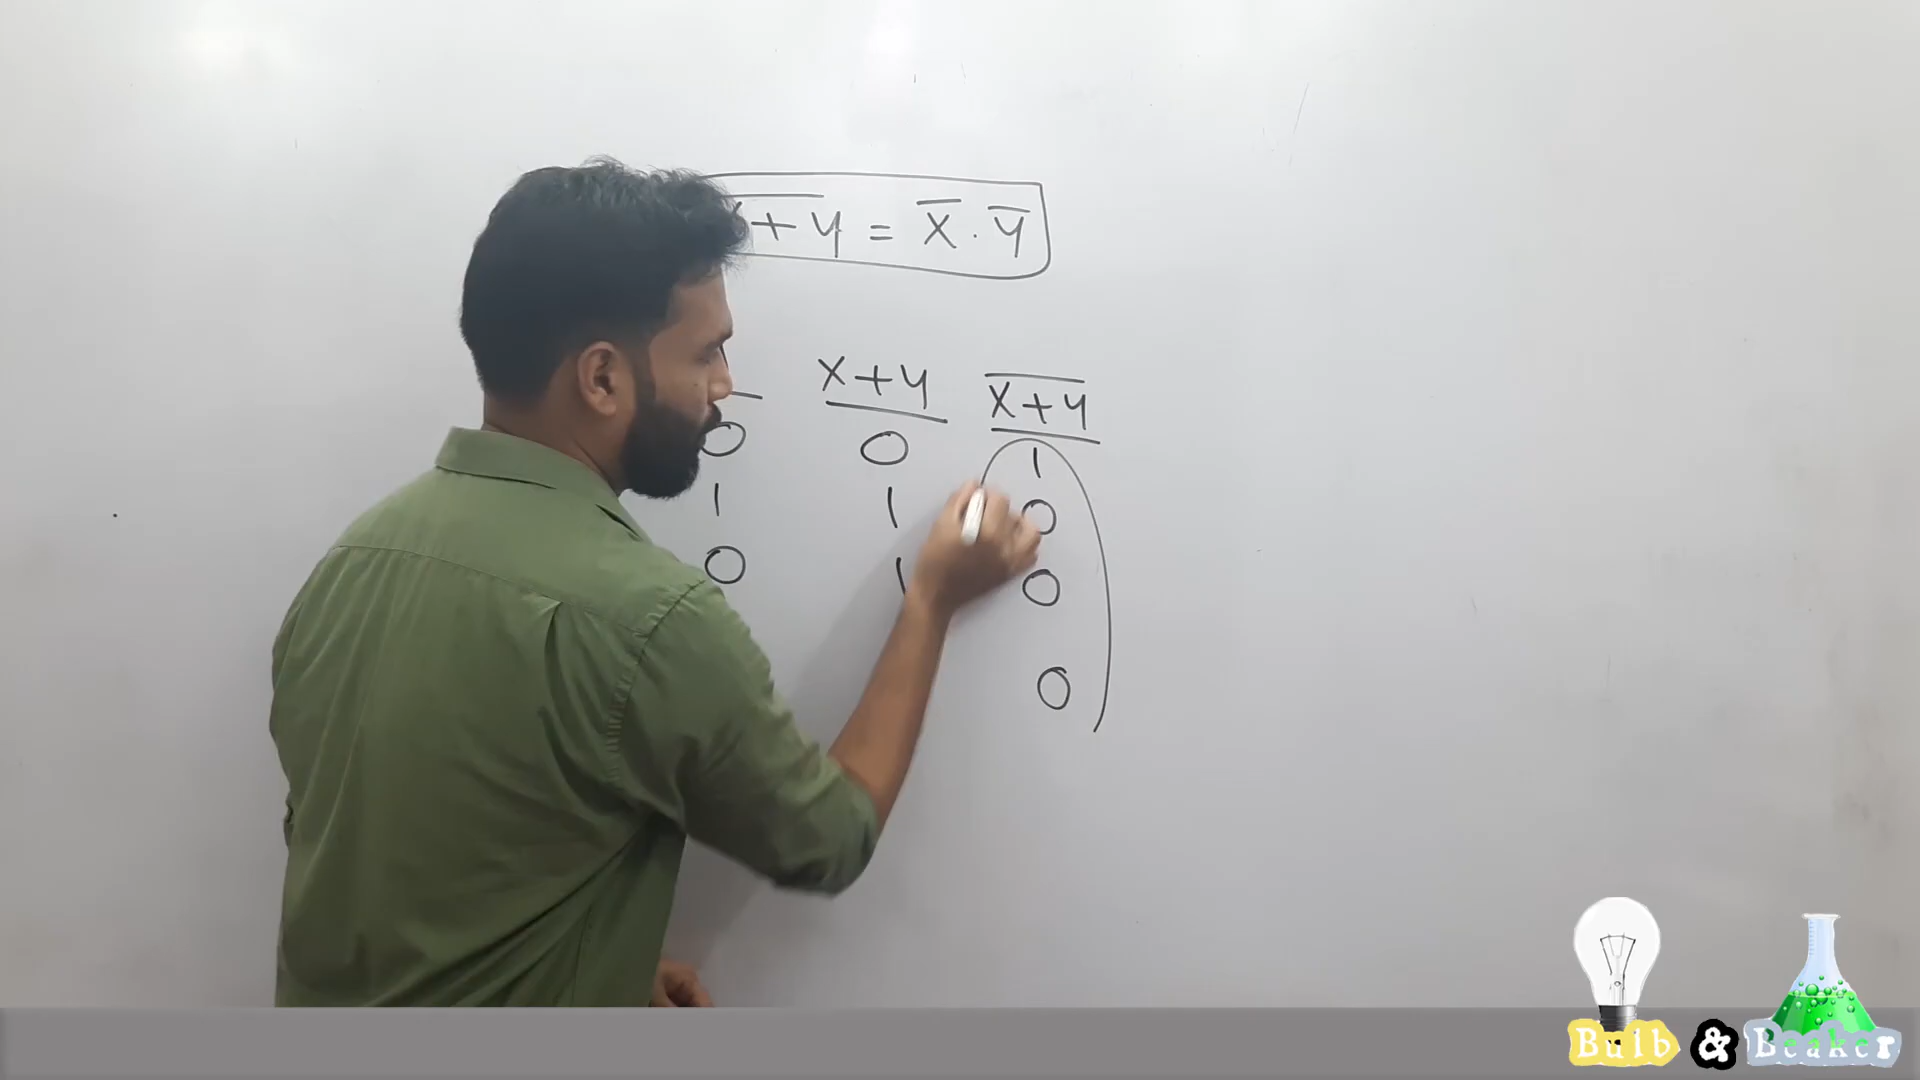 +y = x̅ . y̅
x+y
x̅+̅y̅
0 0 1
1 1 0
0 1 0
0
Bulb & Beaker